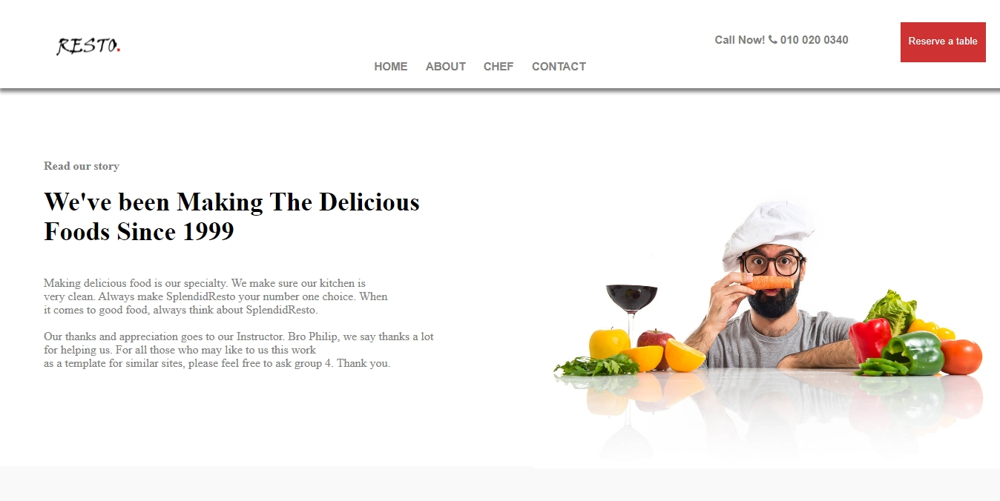 RESTO.
Call Now! 010 020 0340
Reserve a table
HOME ABOUT CHEF CONTACT
Read our story
We've been Making The Delicious
Foods Since 1999
Making delicious food is our specialty. We make sure our kitchen is
very clean. Always make SplendidResto your number one choice. When
it comes to good food, always think about SplendidResto.
Our thanks and appreciation goes to our Instructor. Bro Philip, we say thanks a lot
for helping us. For all those who may like to us this work
as a template for similar sites, please feel free to ask group 4. Thank you.